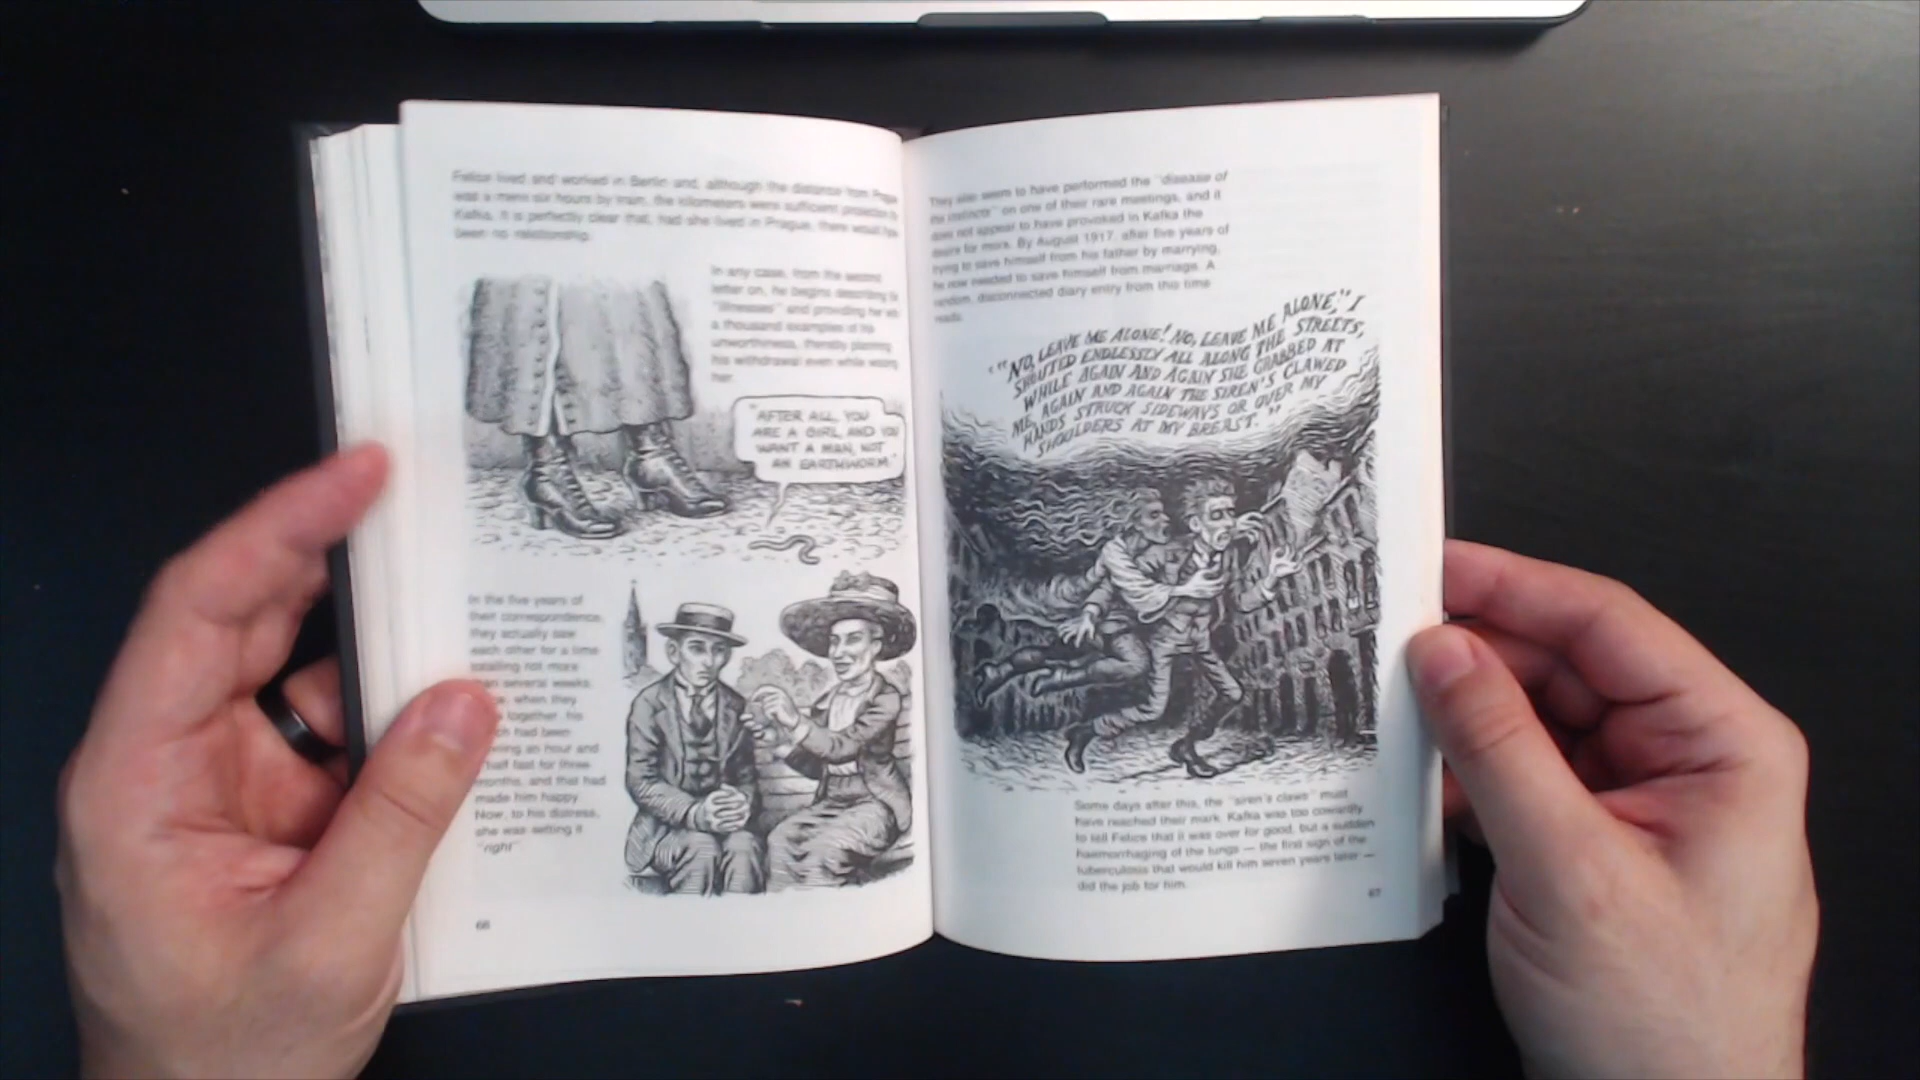 Felice lived and worked in Berlin and, although the distance from Prague
was a mere six hours by train, the kilometers were sufficient protection for
Kafka. It is perfectly clear that, had she lived in Prague, there would have
been no relationship.
In any case, from the second
letter on, he begins describing his
"illnesses" and providing her with
a thousand examples of his
unworthiness, thereby planning
his withdrawal even while wooing
her.
"AFTER ALL, YOU
ARE A GIRL, AND YOU
WANT A MAN, NOT
AN EARTHWORM."
In the five years of
their correspondence,
they actually saw
each other for a time
totalling not more
than several weeks.
when they
together, his
had been
an hour and
half fast for three
months, and that had
made him happy.
Now, to his distress,
she was setting it
"right".
66
They also seem to have performed the "disease of
the instincts" on one of their rare meetings, and it
does not appear to have provoked in Kafka the
desire for more. By August 1917, after five years of
trying to save himself from his father by marrying,
he now needed to save himself from marriage. A
random, disconnected diary entry from this time
reads:
""NO, LEAVE ME ALONE! NO, LEAVE ME ALONE," I
SHOUTED ENDLESSLY ALL ALONG THE STREETS,
WHILE AGAIN AND AGAIN SHE GRABBED AT
ME, AGAIN AND AGAIN THE SIREN'S CLAWED
HANDS STRUCK SIDEWAYS OR OVER MY
SHOULDERS AT MY BREAST."
Some days after this, the "siren's claws" must
have reached their mark. Kafka was too cowardly
to tell Felice that it was over for good, but a sudden
haemorrhaging of the lungs — the first sign of the
tuberculosis that would kill him seven years later —
did the job for him.
67